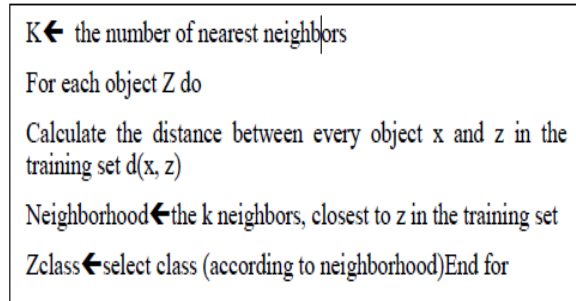 K🡸 the number of nearest neighbors
For each object Z do
Calculate the distance between every object x and z in the
training set d(x, z)
Neighborhood🡸the k neighbors, closest to z in the training set
Zclass🡸select class (according to neighborhood)End for